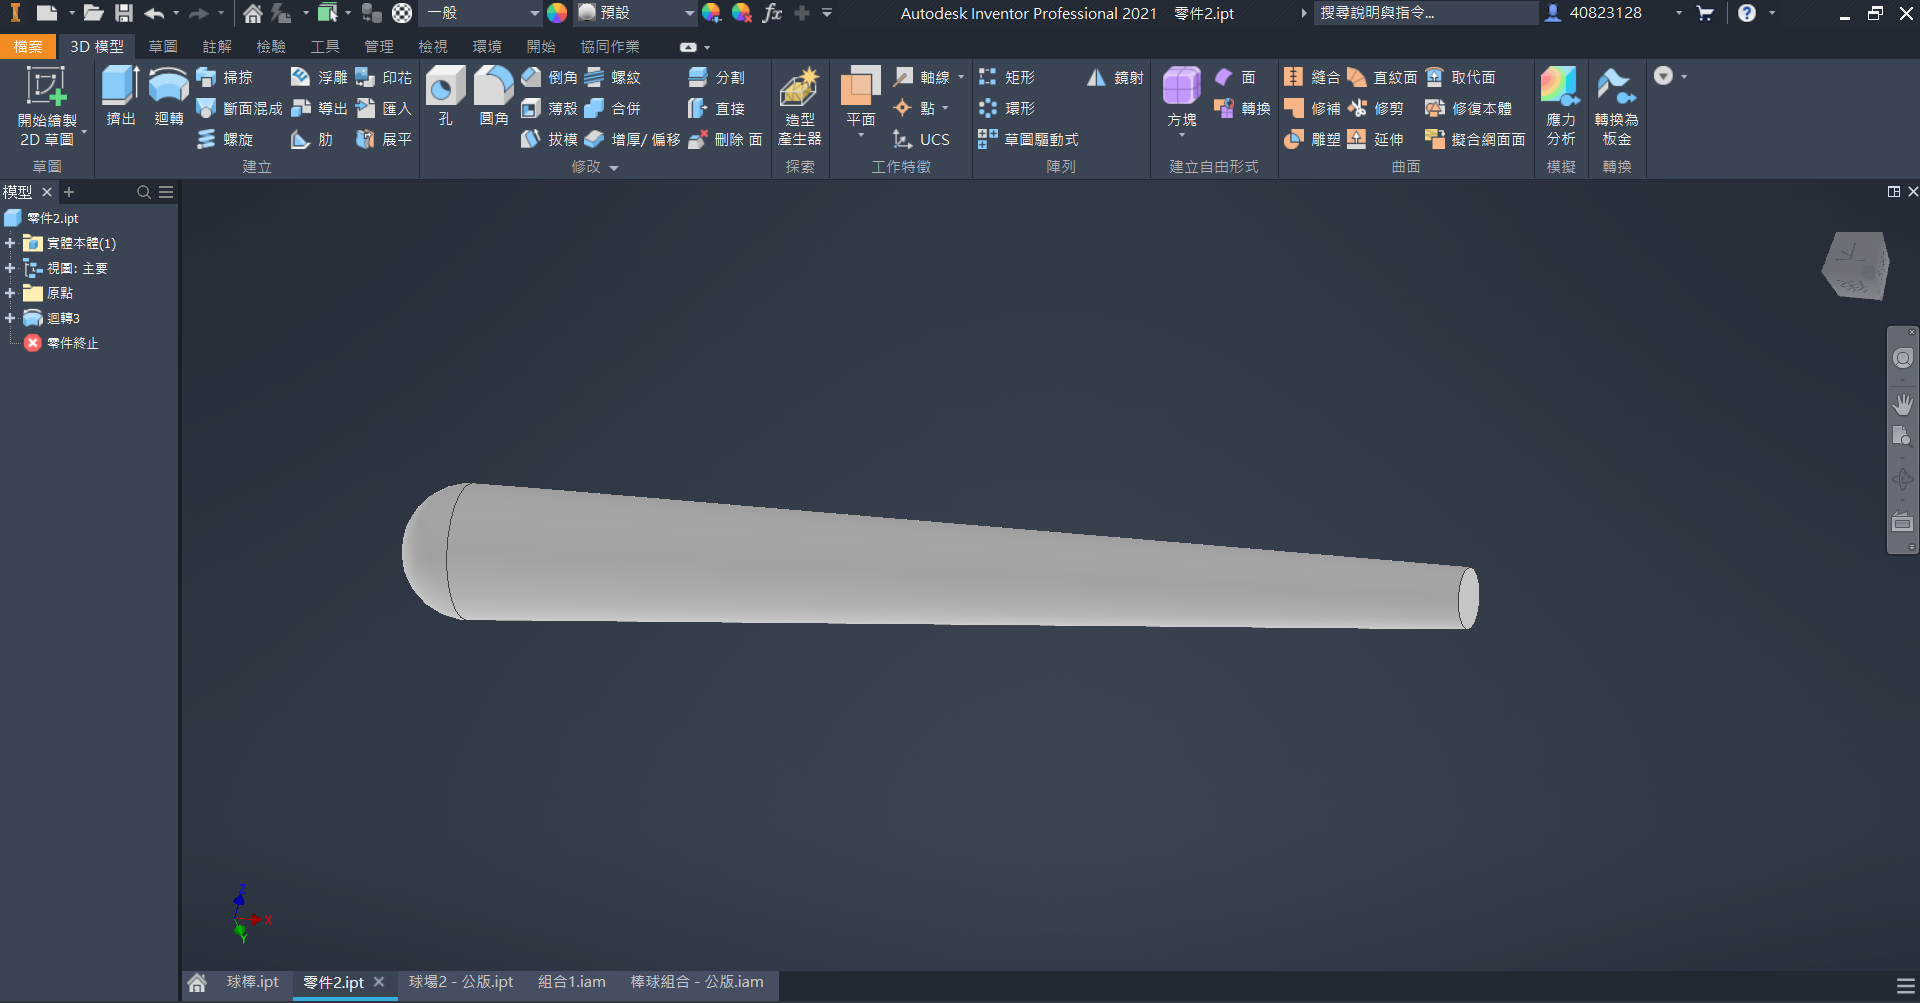 一般
預設
fx
Autodesk Inventor Professional 2021 零件2.ipt
搜尋說明與指令...
40823128
檔案 3D 模型 草圖 註解 檢驗 工具 管理 檢視 環境 開始 協同作業
開始繪製
2D 草圖
草圖
擠出
迴轉
掃掠
斷面混成
螺旋
浮雕
導出
肋
印花
匯入
展平
建立
孔
圓角
倒角
薄殼
拔模
螺紋
合併
增厚/ 偏移
分割
直接
刪除 面
修改
造型
產生器
探索
平面
軸線
點
UCS
工作特徵
矩形
環形
草圖驅動式
鏡射
陣列
方塊
面
轉換
建立自由形式
縫合
修補
雕塑
直紋面
修剪
延伸
取代面
修復本體
擬合網面面
曲面
應力
分析
模擬
轉換為
板金
轉換
模型
零件2.ipt
實體本體(1)
視圖: 主要
原點
迴轉3
零件終止
Z
X
Y
球棒.ipt
零件2.ipt
球場2 - 公版.ipt
組合1.iam
棒球組合 - 公版.iam